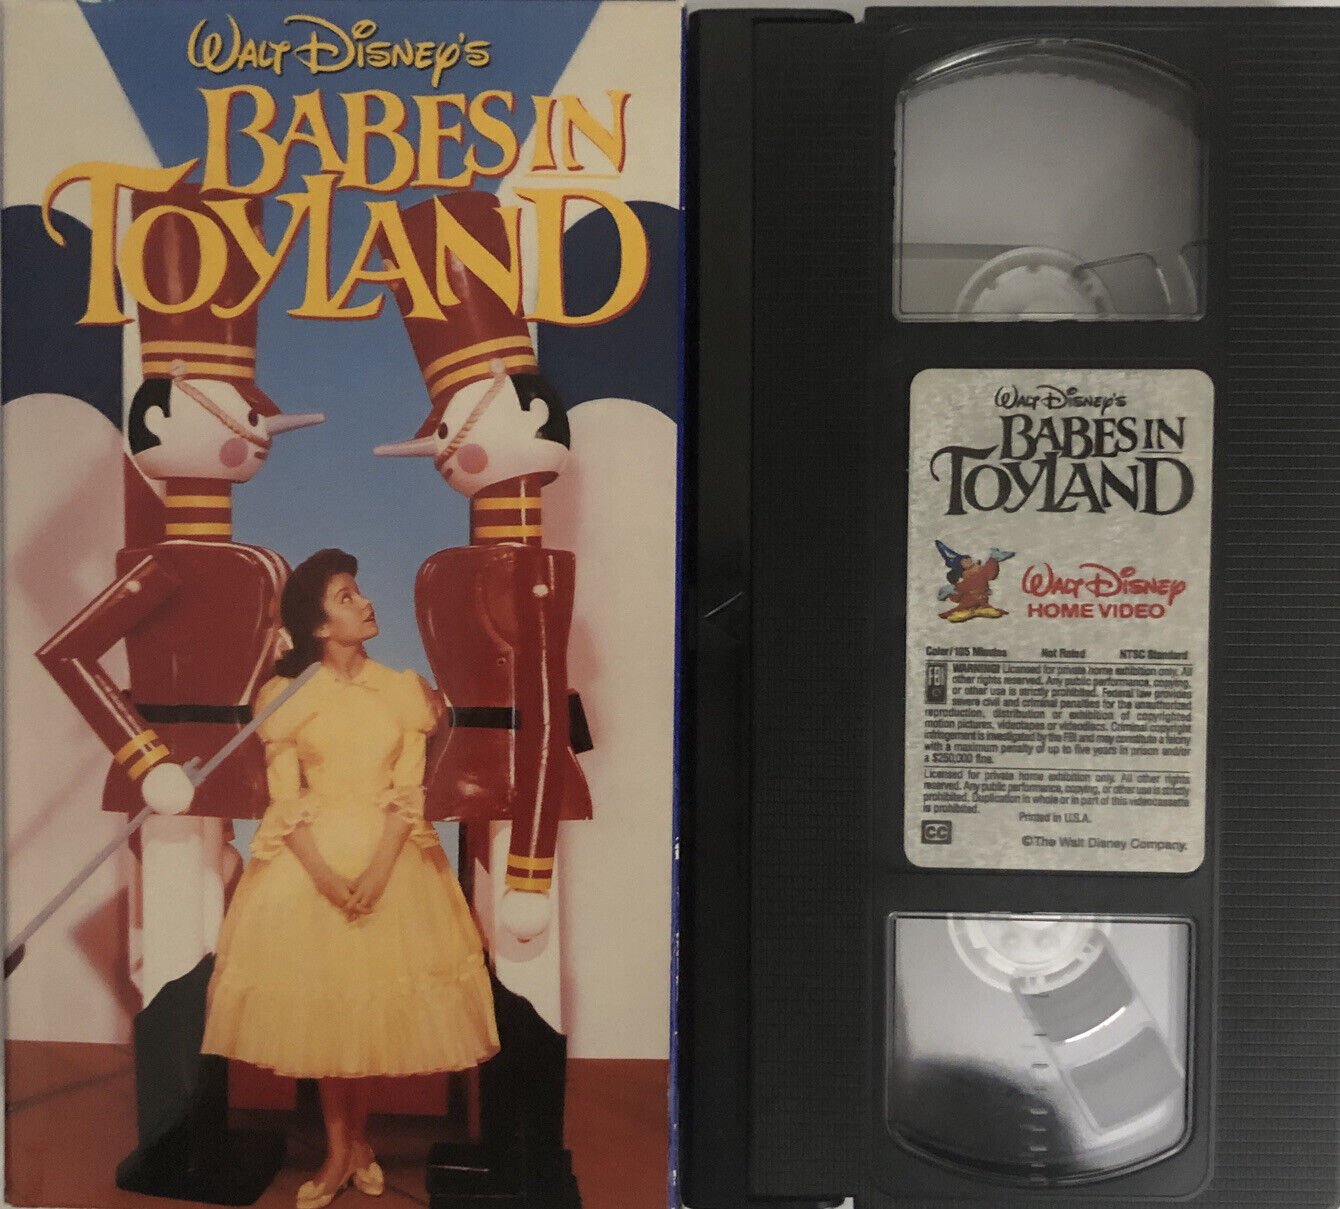 WALT DISNEY'S
BABES IN
TOYLAND
WALT DISNEY'S
BABES IN
TOYLAND
WALT DISNEY
HOME VIDEO
Color/105 Minutes Not Rated NTSC Standard
FBI
WARNING! Licensed for private home exhibition only. All
other rights reserved. Any public performance, copying,
or other use is strictly prohibited. Federal law provides
severe civil and criminal penalties for the unauthorized
reproduction, distribution or exhibition of copyrighted
motion pictures, videotapes or videodiscs. Criminal copyright
infringement is investigated by the FBI and may constitute a felony
with a maximum penalty of up to five years in prison and/or
a $250,000 fine.
Licensed for private home exhibition only. All other rights
reserved. Any public performance, copying, or other use is strictly
prohibited. Duplication in whole or in part of this videocassette
is prohibited.
Printed in U.S.A.
CC
©The Walt Disney Company.